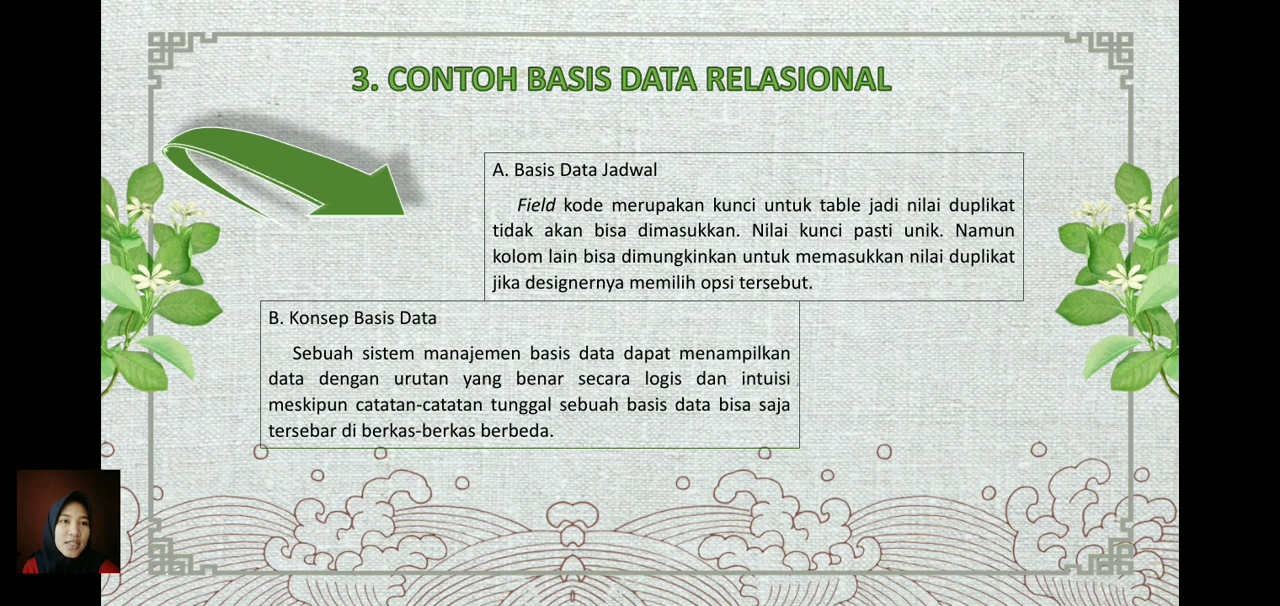 3. CONTOH BASIS DATA RELASIONAL
A. Basis Data Jadwal
Field kode merupakan kunci untuk table jadi nilai duplikat
tidak akan bisa dimasukkan. Nilai kunci pasti unik. Namun
kolom lain bisa dimungkinkan untuk memasukkan nilai duplikat
jika designernya memilih opsi tersebut.
B. Konsep Basis Data
Sebuah sistem manajemen basis data dapat menampilkan
data dengan urutan yang benar secara logis dan intuisi
meskipun catatan-catatan tunggal sebuah basis data bisa saja
tersebar di berkas-berkas berbeda.